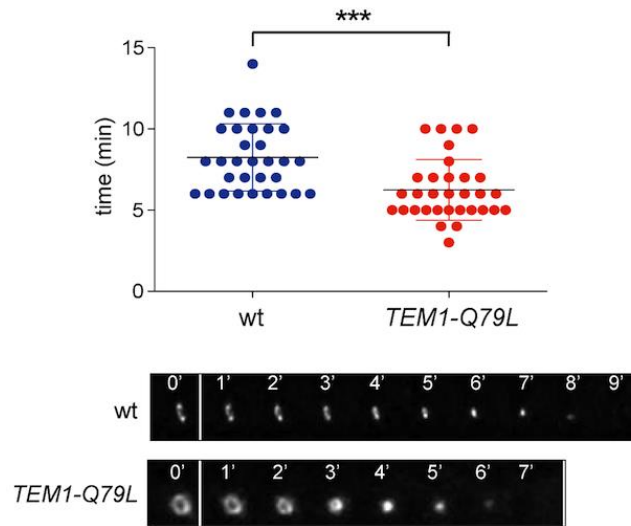 ***
15
10
5
0
time (min)
wt TEM1-Q79L
0’ 1’ 2’ 3’ 4’ 5’ 6’ 7’ 8’ 9’
wt
0’ 1’ 2’ 3’ 4’ 5’ 6’ 7’
TEM1-Q79L